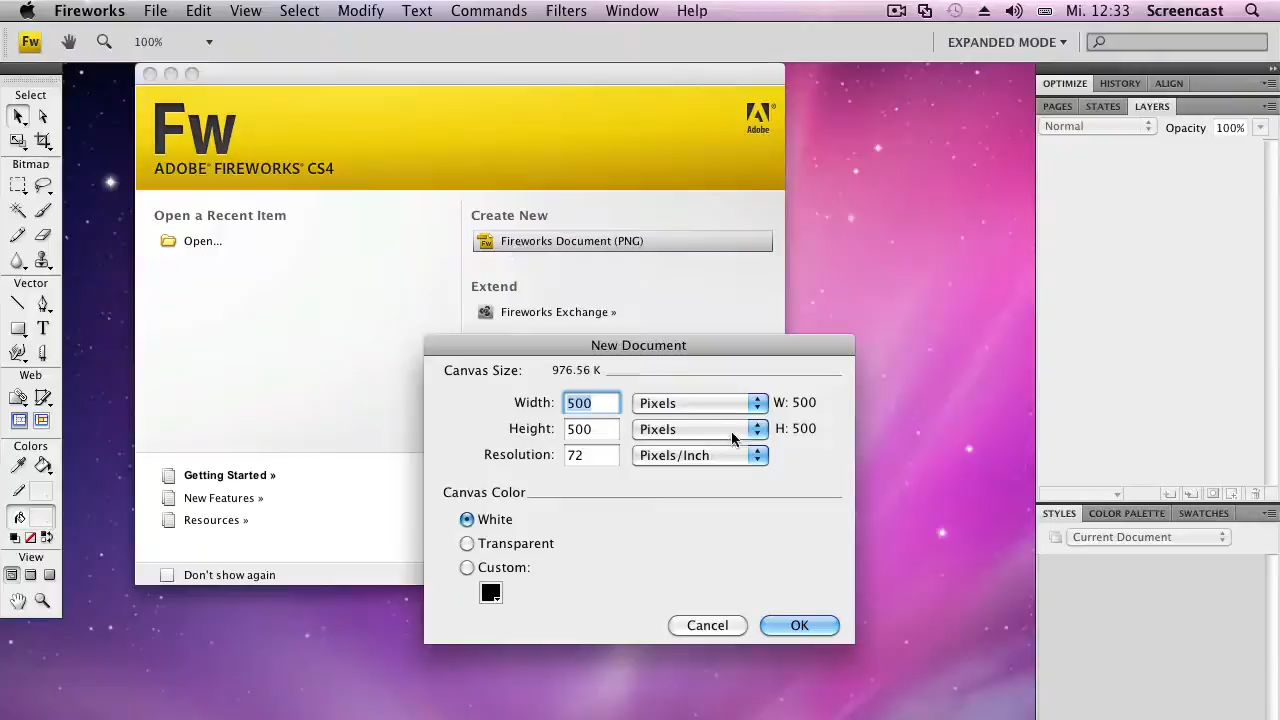 Fireworks File Edit View Select Modify Text Commands Filters Window Help Mi. 12:33 Screencast
Fw 100% EXPANDED MODE
Select
Bitmap
Vector
Web
Colors
View
Fw
ADOBE® FIREWORKS® CS4
Adobe®
Open a Recent Item
Open...
Create New
Fireworks Document (PNG)
Extend
Fireworks Exchange »
Getting Started »
New Features »
Resources »
Don't show again
New Document
Canvas Size: 976.56 K
Width: 500 Pixels W: 500
Height: 500 Pixels H: 500
Resolution: 72 Pixels/Inch
Canvas Color
White
Transparent
Custom:
Cancel OK
OPTIMIZE HISTORY ALIGN
PAGES STATES LAYERS
Normal Opacity 100%
STYLES COLOR PALETTE SWATCHES
Current Document